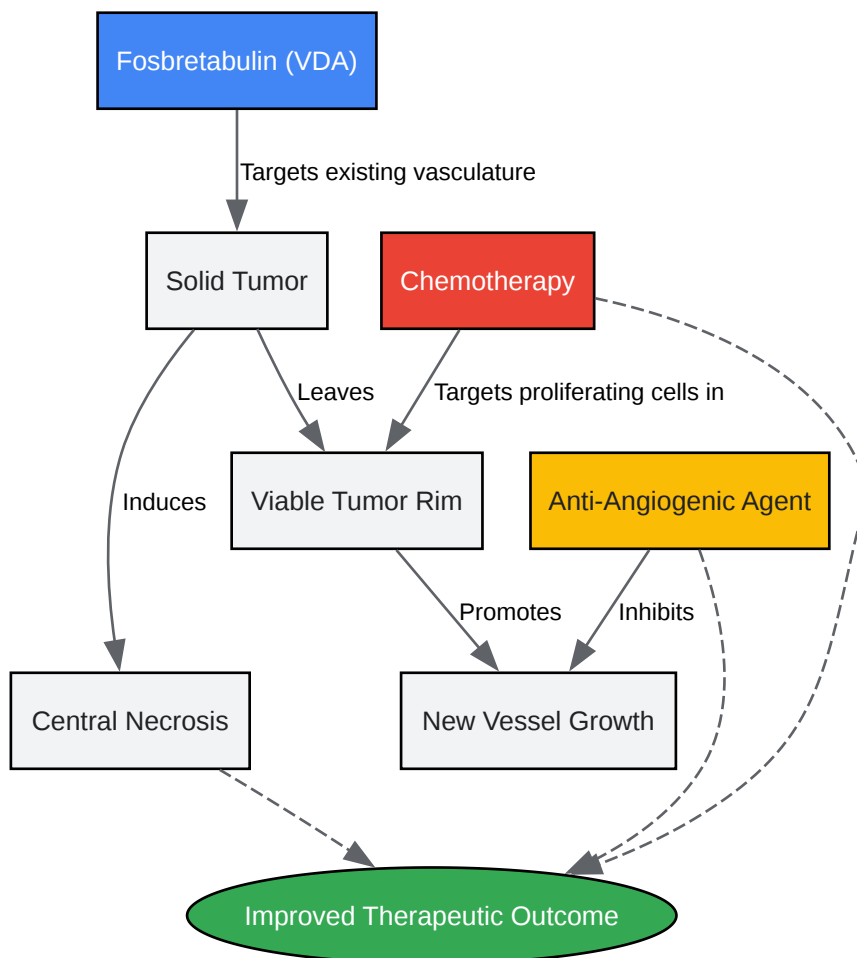 Fosbretabulin (VDA)
Targets existing vasculature
Solid Tumor
Chemotherapy
Leaves
Targets proliferating cells in
Induces
Viable Tumor Rim
Anti-Angiogenic Agent
Promotes
Inhibits
Central Necrosis
New Vessel Growth
Improved Therapeutic Outcome